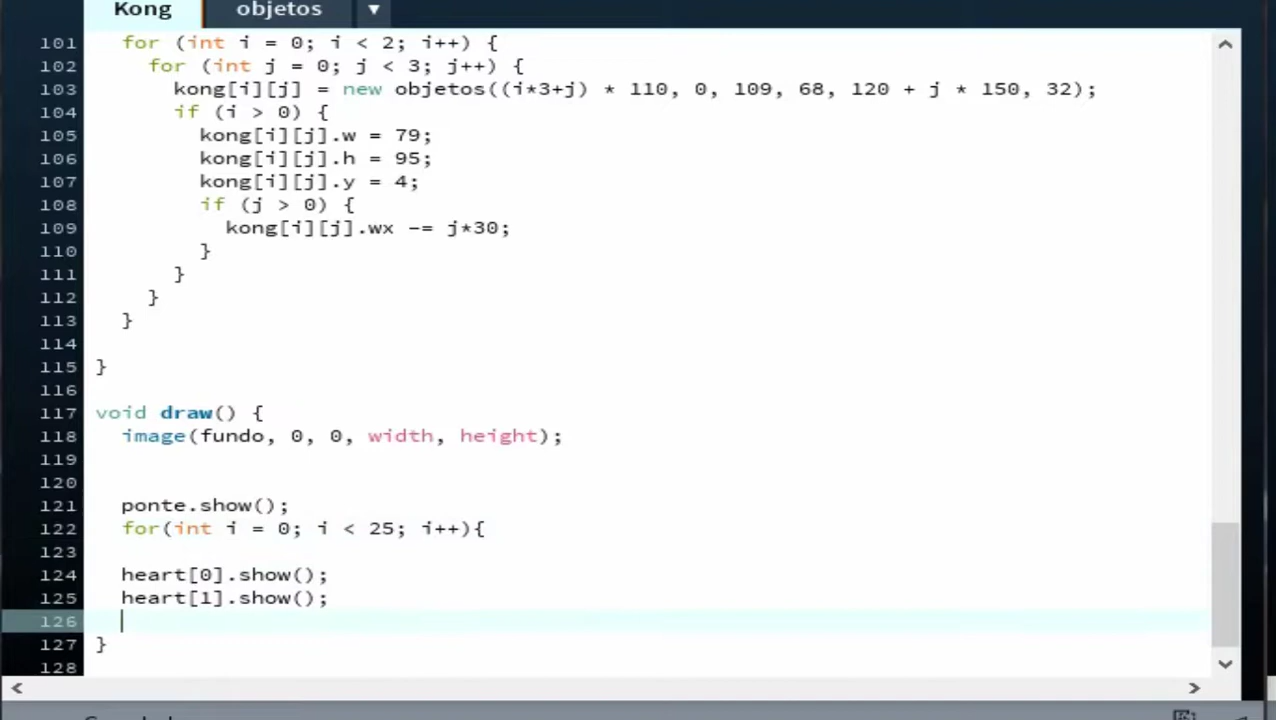 Kong objetos ▼
101 for (int i = 0; i < 2; i++) {
102 for (int j = 0; j < 3; j++) {
103 kong[i][j] = new objetos((i*3+j) * 110, 0, 109, 68, 120 + j * 150, 32);
104 if (i > 0) {
105 kong[i][j].w = 79;
106 kong[i][j].h = 95;
107 kong[i][j].y = 4;
108 if (j > 0) {
109 kong[i][j].wx -= j*30;
110 }
111 }
112 }
113 }
114
115 }
116
117 void draw() {
118 image(fundo, 0, 0, width, height);
119
120
121 ponte.show();
122 for(int i = 0; i < 25; i++){
123
124 heart[0].show();
125 heart[1].show();
126
127 }
128